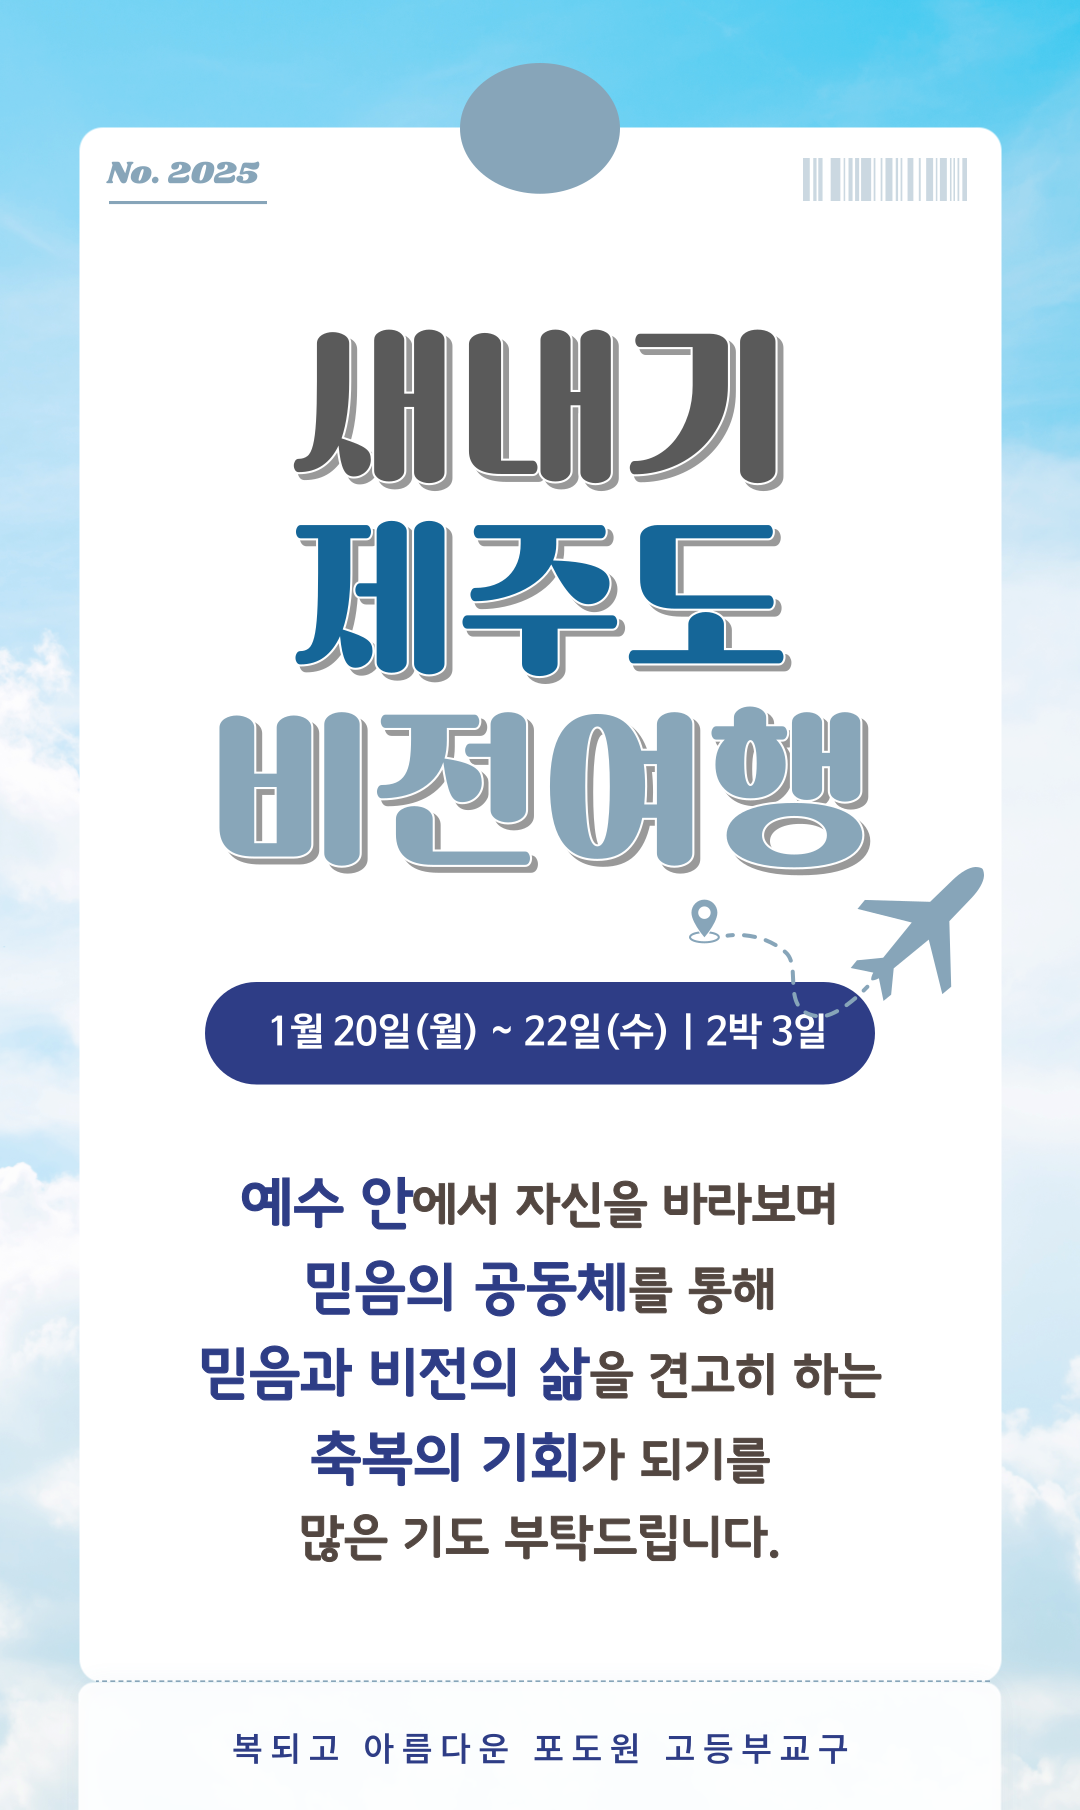 No. 2025
새내기
제주도
비전여행
1월 20일(월) ~ 22일(수) | 2박 3일
예수 안에서 자신을 바라보며
믿음의 공동체를 통해
믿음과 비전의 삶을 견고히 하는
축복의 기회가 되기를
많은 기도 부탁드립니다.
복되고 아름다운 포도원 고등부교구